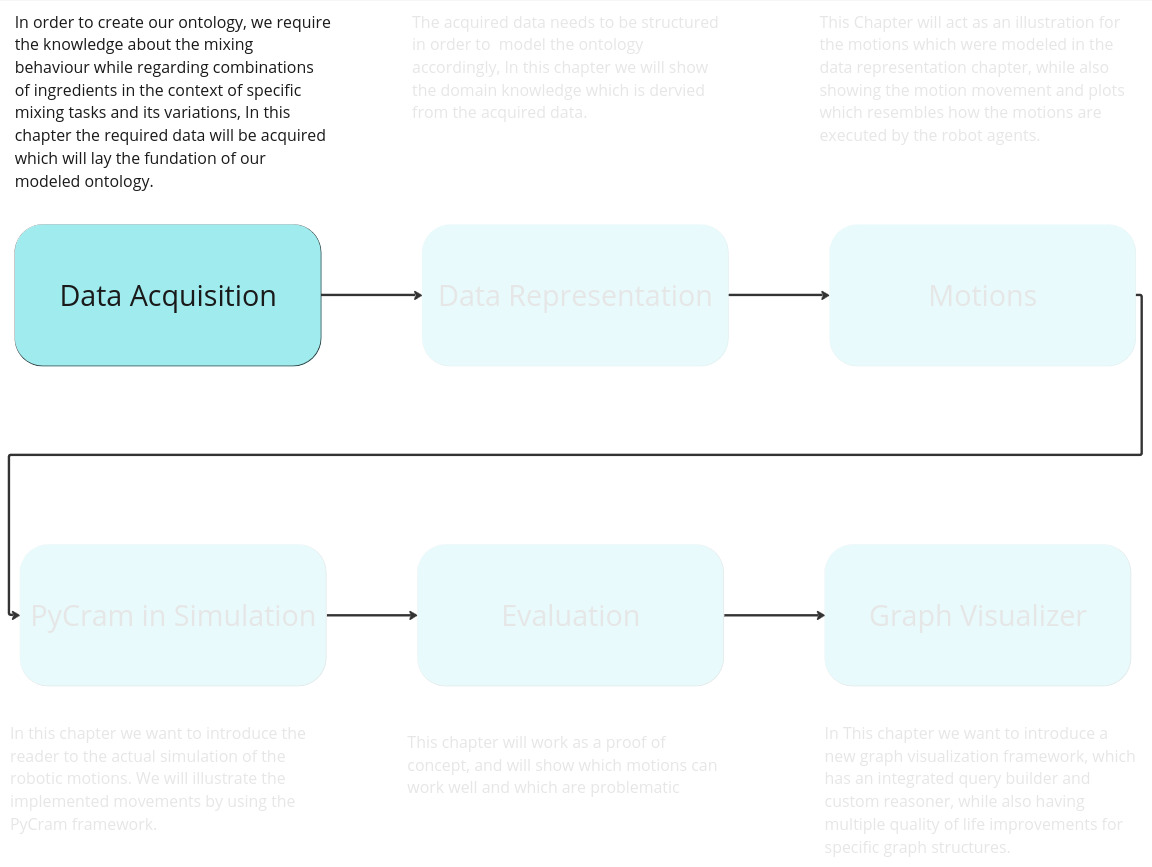 In order to create our ontology, we require
the knowledge about the mixing
behaviour while regarding combinations
of ingredients in the context of specific
mixing tasks and its variations, In this
chapter the required data will be acquired
which will lay the fundation of our
modeled ontology.
The acquired data needs to be structured
in order to  model the ontology
accordingly, In this chapter we will show
the domain knowledge which is dervied
from the acquired data.
This Chapter will act as an illustration for
the motions which were modeled in the
data representation chapter, while also
showing the motion movement and plots
which resembles how the motions are
executed by the robot agents.
Data Acquisition
Data Representation
Motions
PyCram in Simulation
Evaluation
Graph Visualizer
In this chapter we want to introduce the
reader to the actual simulation of the
robotic motions. We will illustrate the
implemented movements by using the
PyCram framework.
This chapter will work as a proof of
concept, and will show which motions can
work well and which are problematic
In This chapter we want to introduce a
new graph visualization framework, which
has an integrated query builder and
custom reasoner, while also having
multiple quality of life improvements for
specific graph structures.